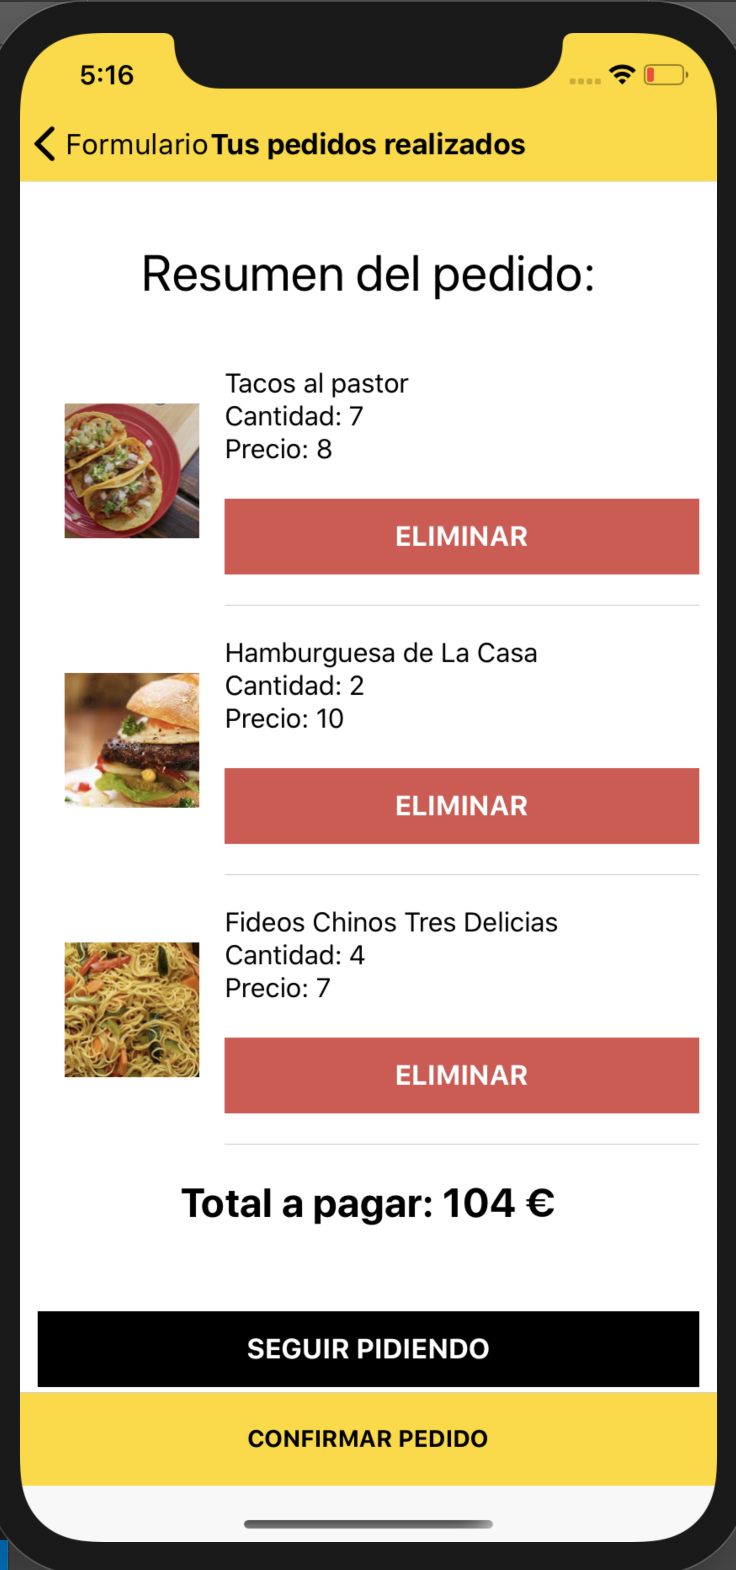 5:16
Formulario Tus pedidos realizados
Resumen del pedido:
Tacos al pastor
Cantidad: 7
Precio: 8
ELIMINAR
Hamburguesa de La Casa
Cantidad: 2
Precio: 10
ELIMINAR
Fideos Chinos Tres Delicias
Cantidad: 4
Precio: 7
ELIMINAR
Total a pagar: 104 €
SEGUIR PIDIENDO
CONFIRMAR PEDIDO